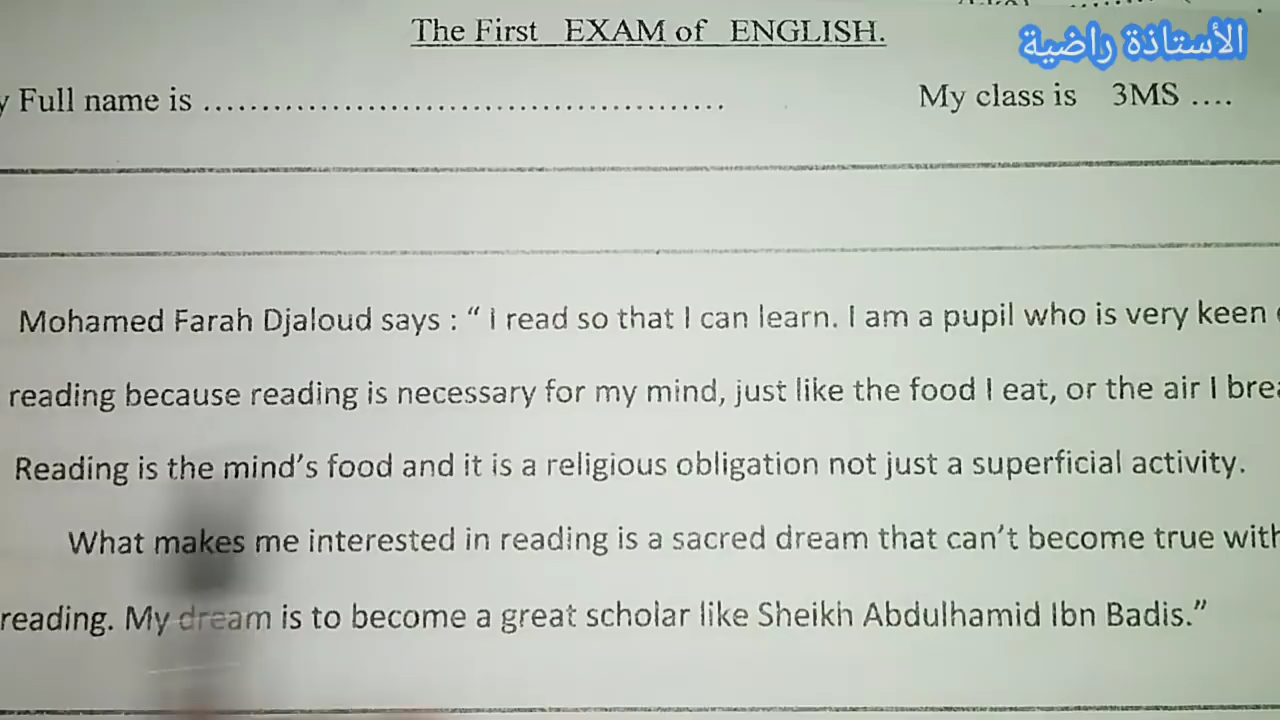 The First EXAM of ENGLISH.
الأستاذة راضية
Full name is ............................................ My class is 3MS ....
Mohamed Farah Djaloud says : “ I read so that I can learn. I am a pupil who is very keen
reading because reading is necessary for my mind, just like the food I eat, or the air I
Reading is the mind’s food and it is a religious obligation not just a superficial activity.
What makes me interested in reading is a sacred dream that can’t become true
reading. My dream is to become a great scholar like Sheikh Abdulhamid Ibn Badis.”